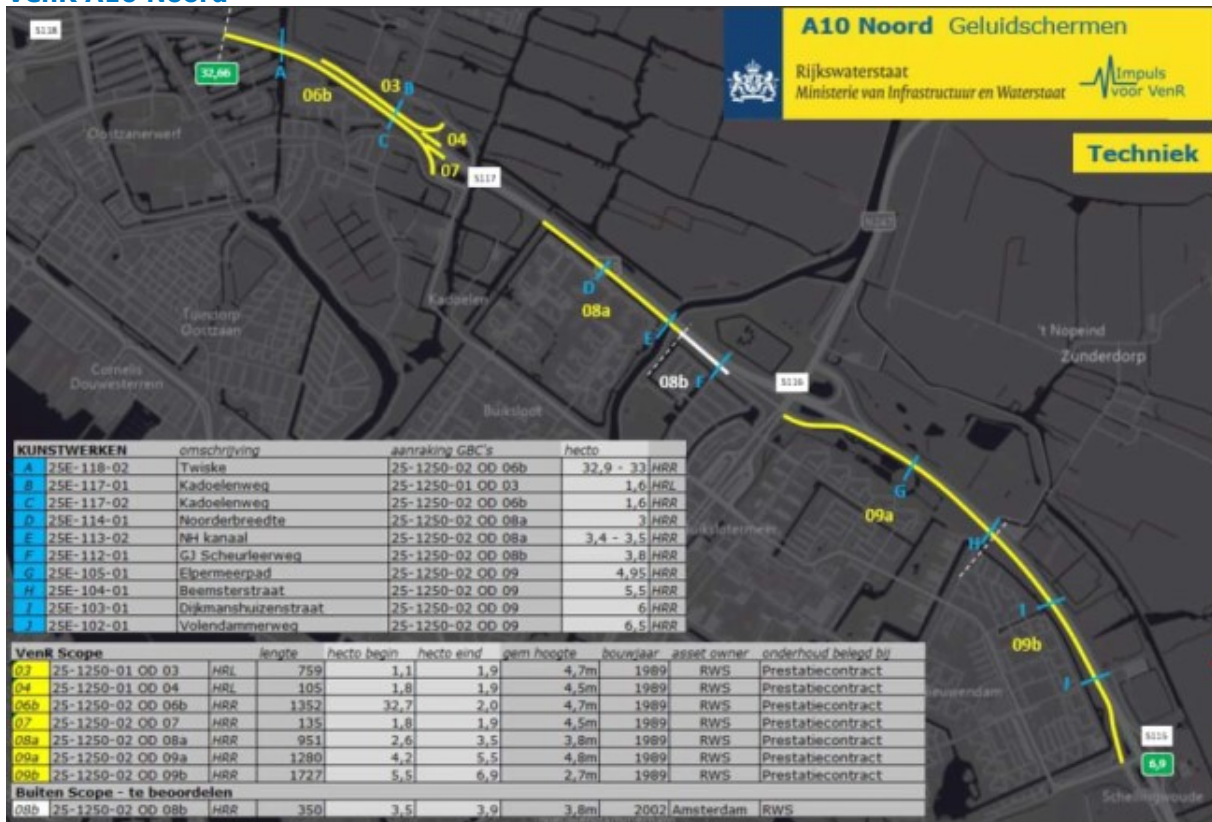 VenR A10 Noord
A10 Noord Geluidschermen
Rijkswaterstaat
Ministerie van Infrastructuur en Waterstaat
Impuls
voor VenR
Techniek
S118
32,66
A
03
B
06b
C
04
07
S117
'Oostzanerwerf
N247
D
08a
Kadoelen
Tuindorp
Oostzaan
E
't Nopeind
Zunderdorp
Cornelis
Douwesterrein
08b
F
S116
Buiksloot
G
09a
H
I
09b
J
S115
6,9
Schellingwoude
KUNSTWERKEN omschrijving aanraking GBC's hecto
A 25E-118-02 Twiske 25-1250-02 OD 06b 32,9 - 33 HRR
B 25E-117-01 Kadoelenweg 25-1250-01 OD 03 1,6 HRL
C 25E-117-02 Kadoelenweg 25-1250-02 OD 06b 1,6 HRR
D 25E-114-01 Noorderbreedte 25-1250-02 OD 08a 3 HRR
E 25E-113-02 NH kanaal 25-1250-02 OD 08a 3,4 - 3,5 HRR
F 25E-112-01 GJ Scheurleerweg 25-1250-02 OD 08b 3,8 HRR
G 25E-105-01 Elpermeerpad 25-1250-02 OD 09 4,95 HRR
H 25E-104-01 Beemsterstraat 25-1250-02 OD 09 5,5 HRR
I 25E-103-01 Dijkmanshuizenstraat 25-1250-02 OD 09 6 HRR
J 25E-102-01 Volendammerweg 25-1250-02 OD 09 6,5 HRR
VenR Scope lengte hecto begin hecto eind gem hoogte bouwjaar asset owner onderhoud belegd bij
03 25-1250-01 OD 03 HRL 759 1,1 1,9 4,7m 1989 RWS Prestatiecontract
04 25-1250-01 OD 04 HRL 105 1,8 1,9 4,5m 1989 RWS Prestatiecontract
06b 25-1250-02 OD 06b HRR 1352 32,7 2,0 4,7m 1989 RWS Prestatiecontract
07 25-1250-02 OD 07 HRR 135 1,8 1,9 4,5m 1989 RWS Prestatiecontract
08a 25-1250-02 OD 08a HRR 951 2,6 3,5 3,8m 1989 RWS Prestatiecontract
09a 25-1250-02 OD 09a HRR 1280 4,2 5,5 4,8m 1989 RWS Prestatiecontract
09b 25-1250-02 OD 09b HRR 1727 5,5 6,9 2,7m 1989 RWS Prestatiecontract
Buiten Scope - te beoordelen
08b 25-1250-02 OD 08b HRR 350 3,5 3,9 3,8m 2002 Amsterdam RWS